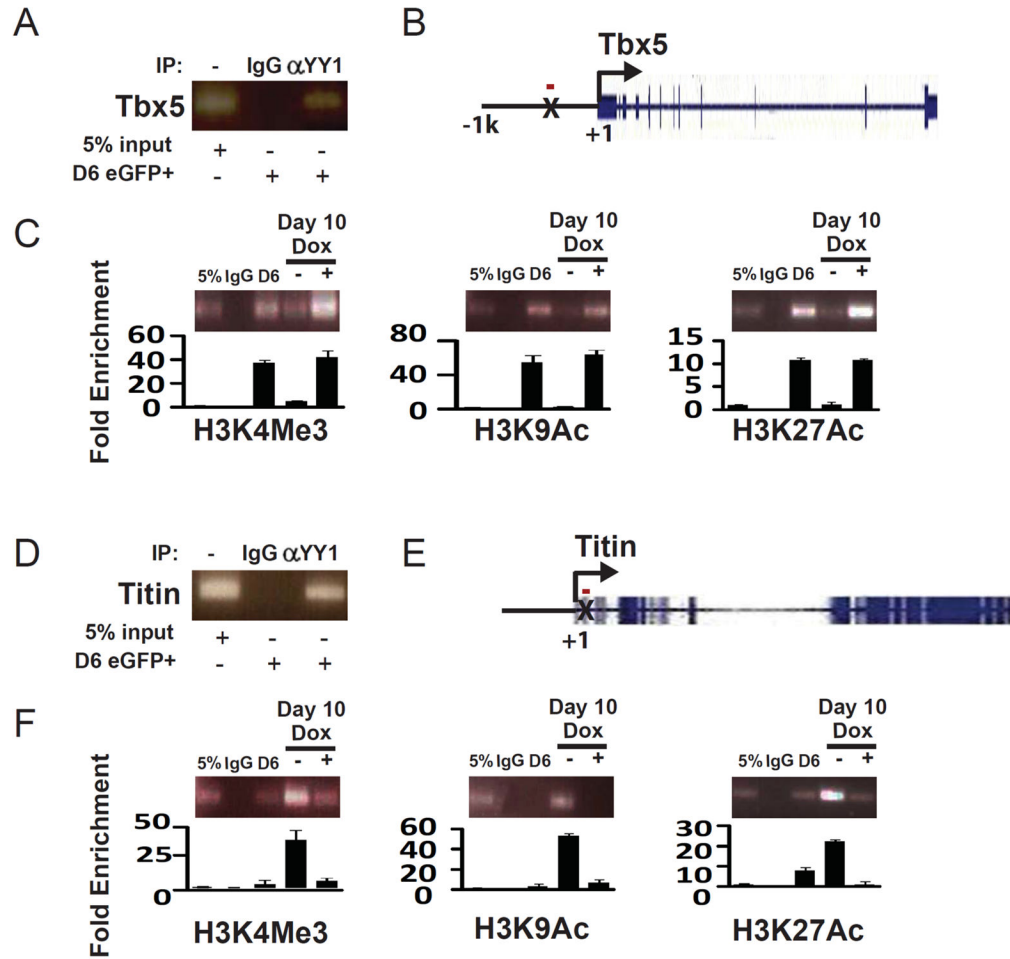 A
IP: - IgG αYY1
Tbx5
5% input + - -
D6 eGFP+ - + +
B
Tbx5
X
-1k
+1
C
Day 10
Dox
5% IgG D6 - +
Fold Enrichment
60
40
20
0
H3K4Me3
5% IgG D6 - +
Day 10
Dox
80
40
0
H3K9Ac
Day 10
Dox
5% IgG D6 - +
15
10
5
0
H3K27Ac
D
IP: - IgG αYY1
Titin
5% input + - -
D6 eGFP+ - + +
E
Titin
X
+1
F
Day 10
Dox
5% IgG D6 - +
Fold Enrichment
50
25
0
H3K4Me3
Day 10
Dox
5% IgG D6 - +
60
40
20
0
H3K9Ac
Day 10
Dox
5% IgG D6 - +
30
20
10
0
H3K27Ac